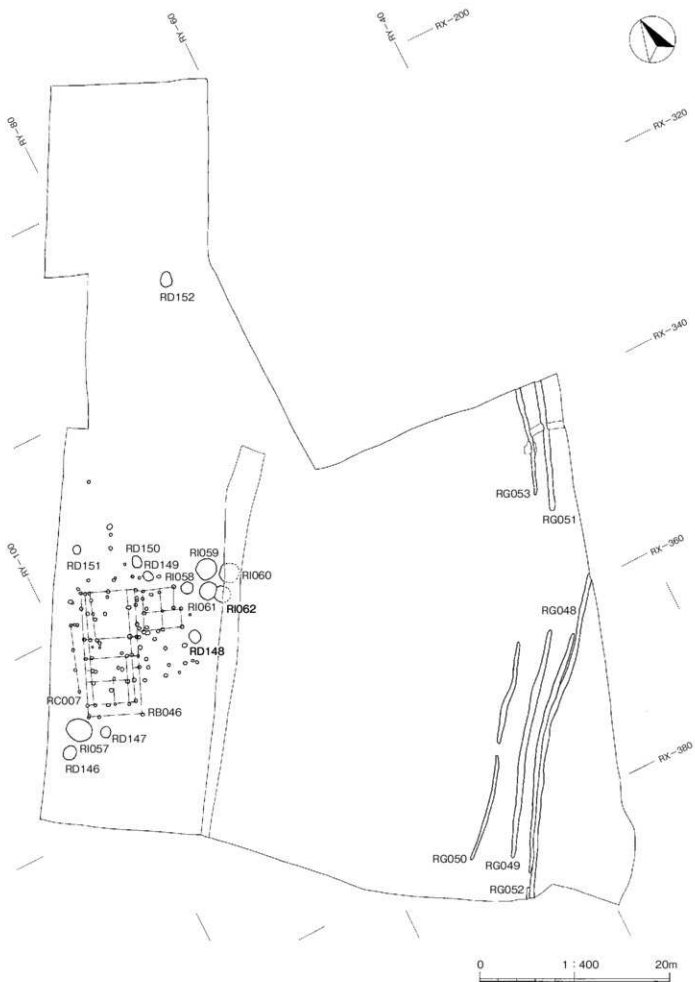 RY-60
RY-40
RX-200
RY-80
RX-320
RD152
RX-340
RG053
RG051
RY-100
RD150
RD151
RD149
RI059
RI058
RI060
RI061
RI062
RX-360
RG048
RD148
RC007
RB046
RI057
RD147
RD146
RX-380
RG050
RG049
RG052
0 1:400 20m